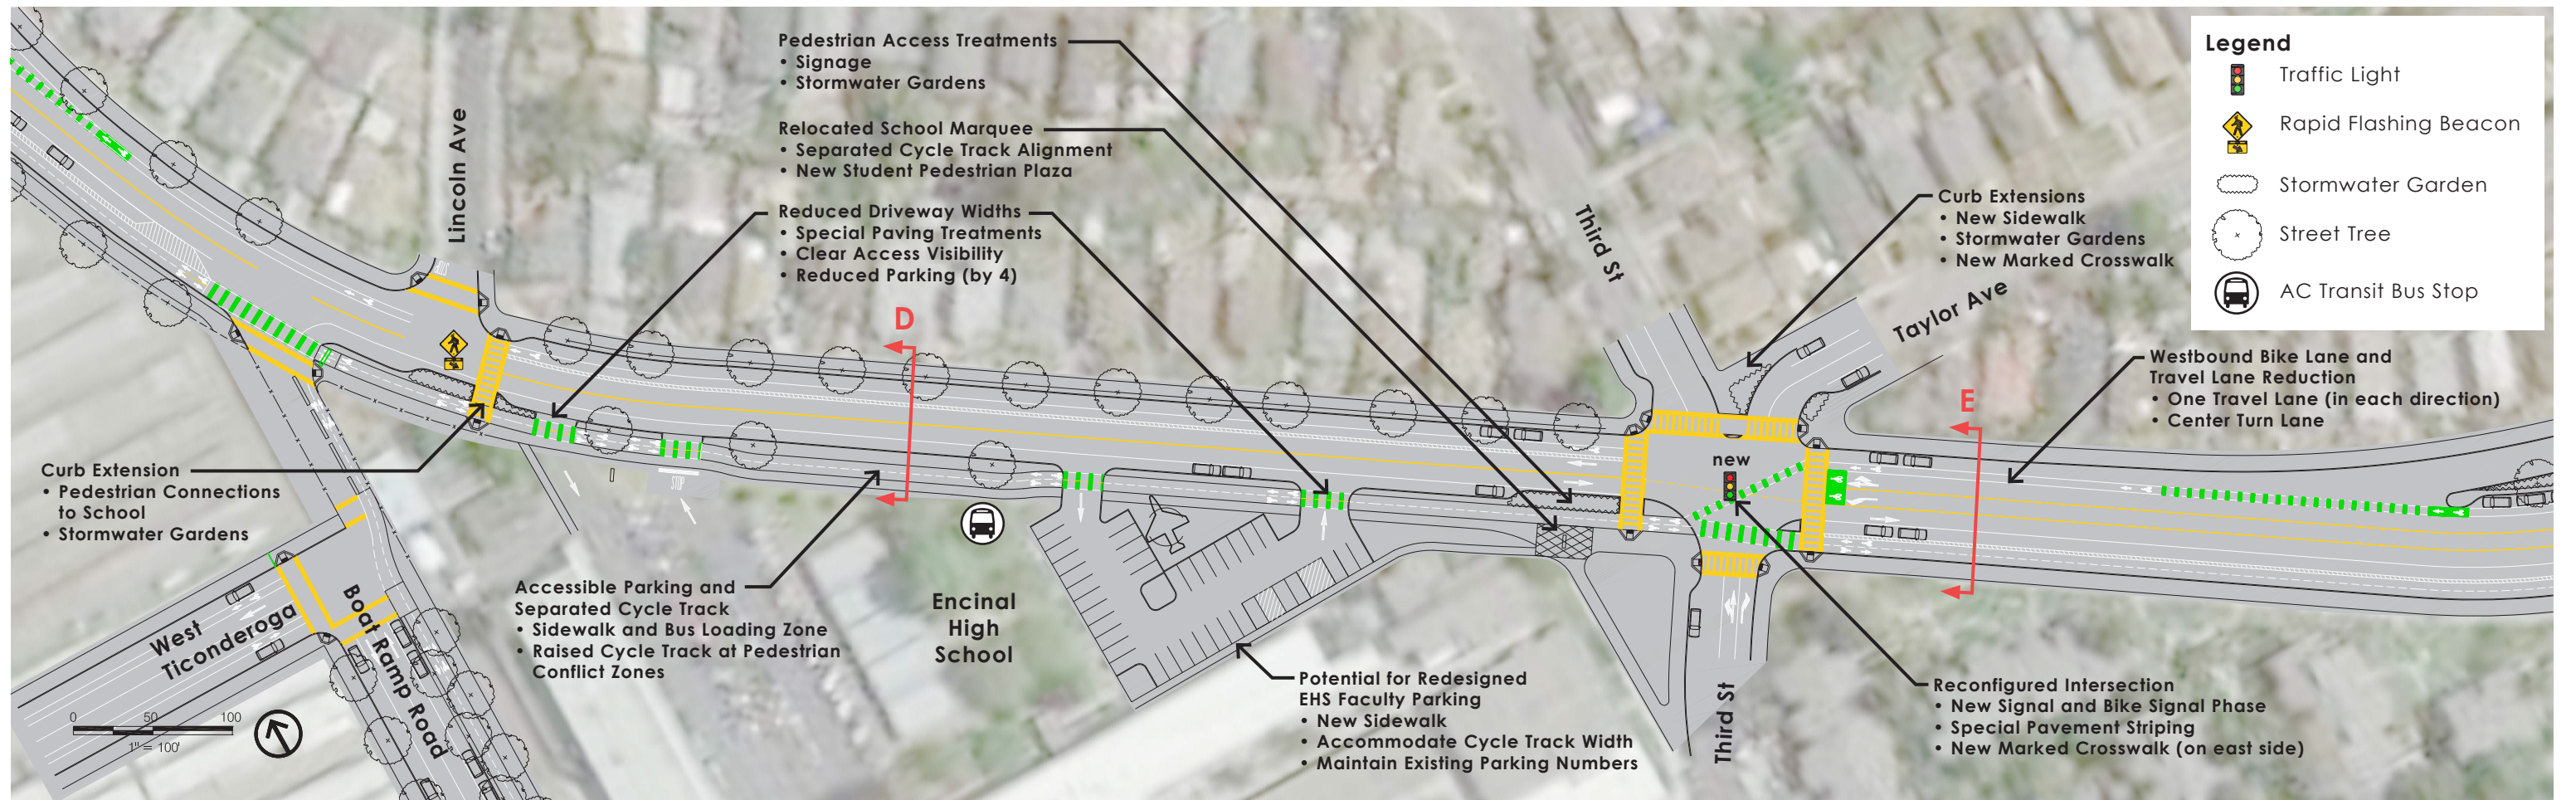 Pedestrian Access Treatments
• Signage
• Stormwater Gardens
Relocated School Marquee
• Separated Cycle Track Alignment
• New Student Pedestrian Plaza
Reduced Driveway Widths
• Special Paving Treatments
• Clear Access Visibility
• Reduced Parking (by 4)
Legend
Traffic Light
Rapid Flashing Beacon
Stormwater Garden
Street Tree
AC Transit Bus Stop
Lincoln Ave
Third St
Taylor Ave
Curb Extensions
• New Sidewalk
• Stormwater Gardens
• New Marked Crosswalk
D
E
Westbound Bike Lane and
Travel Lane Reduction
• One Travel Lane (in each direction)
• Center Turn Lane
new
STOP
Curb Extension
• Pedestrian Connections
to School
• Stormwater Gardens
Accessible Parking and
Separated Cycle Track
• Sidewalk and Bus Loading Zone
• Raised Cycle Track at Pedestrian
Conflict Zones
Encinal
High
School
West
Ticonderoga
Boat Ramp Road
Potential for Redesigned
EHS Faculty Parking
• New Sidewalk
• Accommodate Cycle Track Width
• Maintain Existing Parking Numbers
Third St
Reconfigured Intersection
• New Signal and Bike Signal Phase
• Special Pavement Striping
• New Marked Crosswalk (on east side)
0 50 100
1" = 100'